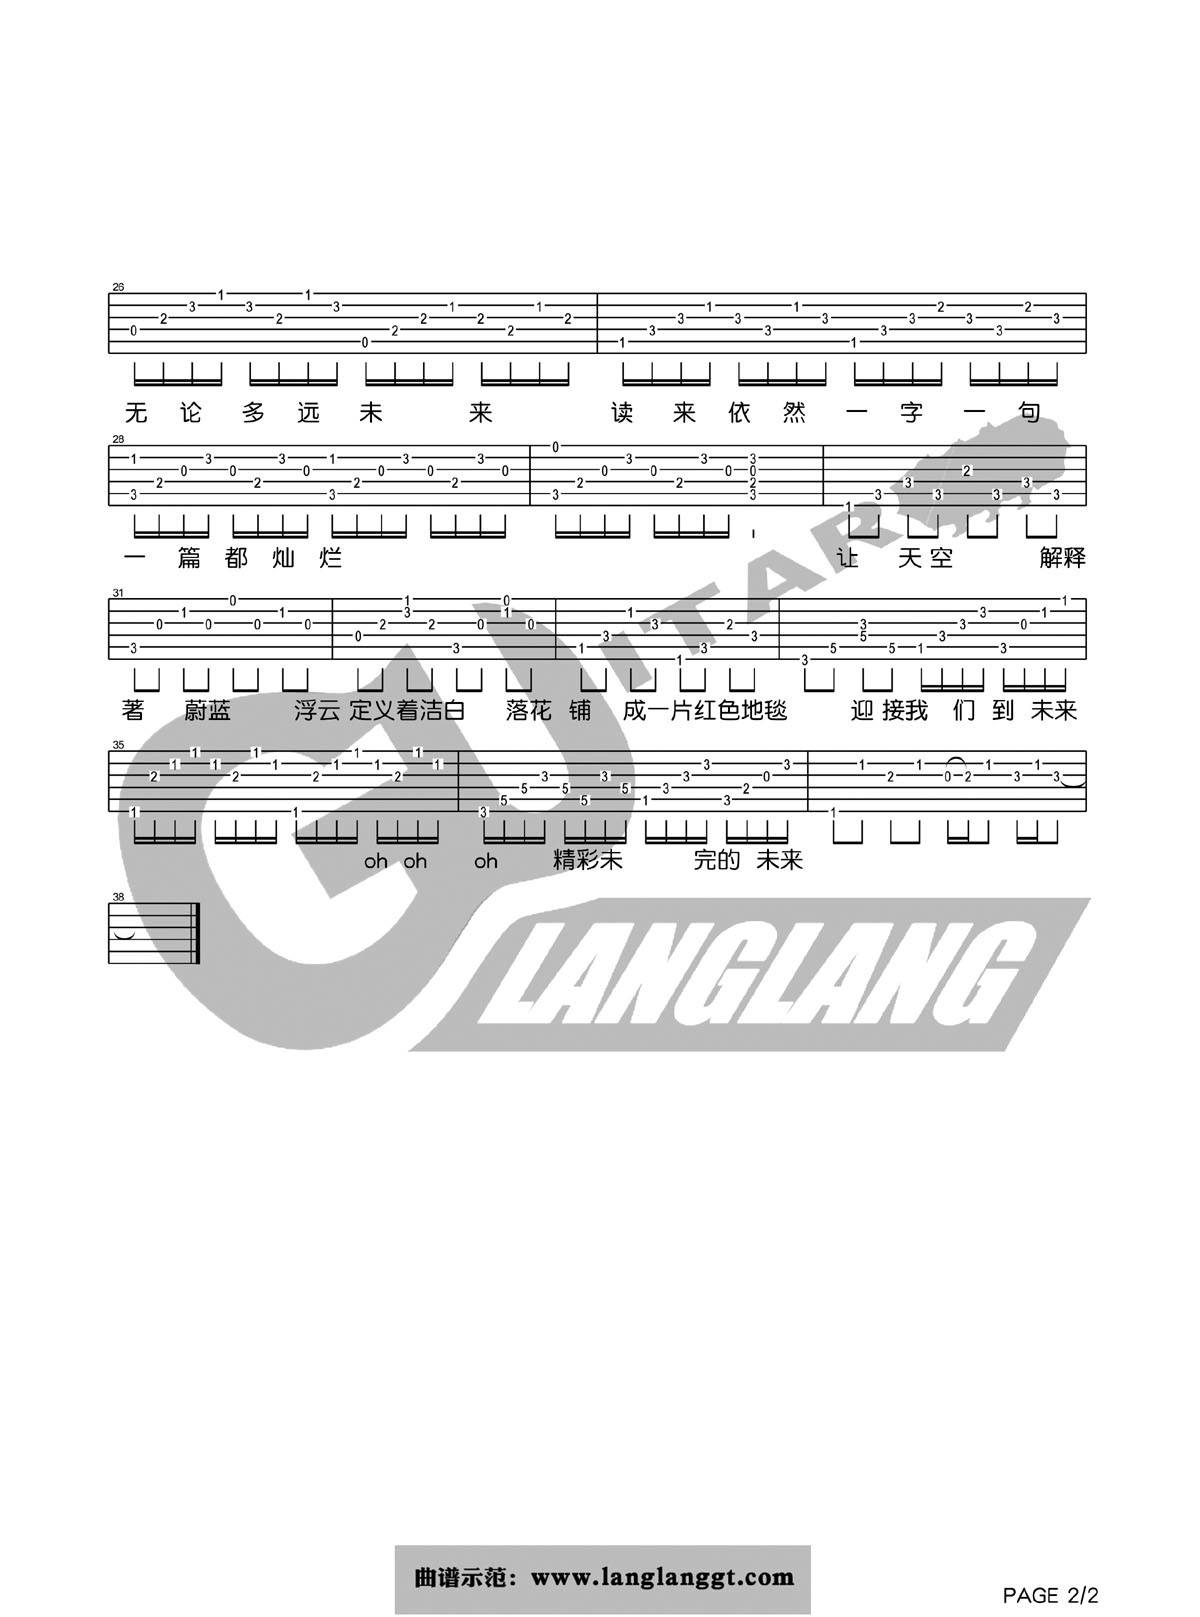 26
无 论 多 远 未 来 读 来 依 然 一 字 一 句
28
一 篇 都 灿 烂 让 天 空 解释
31
著 蔚蓝 浮云 定义着洁白 落花 铺 成一片红色地毯 迎 接我 们 到 未来
35
oh oh oh 精彩未 完的 未来
38
GUITAR
LANGLANG
曲谱示范：www.langlanggt.com
PAGE 2/2